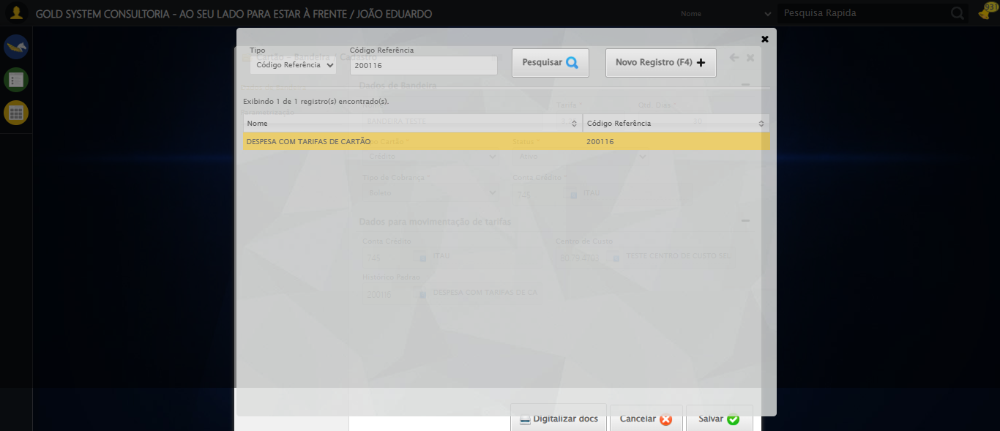 GOLD SYSTEM CONSULTORIA - AO SEU LADO PARA ESTAR À FRENTE / JOÃO EDUARDO
Nome
Pesquisa Rapida
931
Tipo
Código Referência
Cartão - Bandeira - Cadastro
Código Referência
200116
Pesquisar
Novo Registro (F4)
Dados de Bandeira
Exibindo 1 de 1 registro(s) encontrado(s).
Tarifa *
Qtd. Dias *
Parametrização
BANDEIRA TESTE
30
Nome
Código Referência
DESPESA COM TARIFAS DE CARTÃO
200116
Tipo Cartão *
Status *
Crédito
Ativo
Tipo de Cobrança *
Conta Crédito *
Boleto
745
ITAU
Dados para movimentação de tarifas
Conta Crédito
Centro de Custo
745
ITAU
TESTE CENTRO DE CUSTO SEL
Histórico Padrão
200116
DESPESA COM TARIFAS DE CA
Digitalizar docs
Cancelar
Salvar